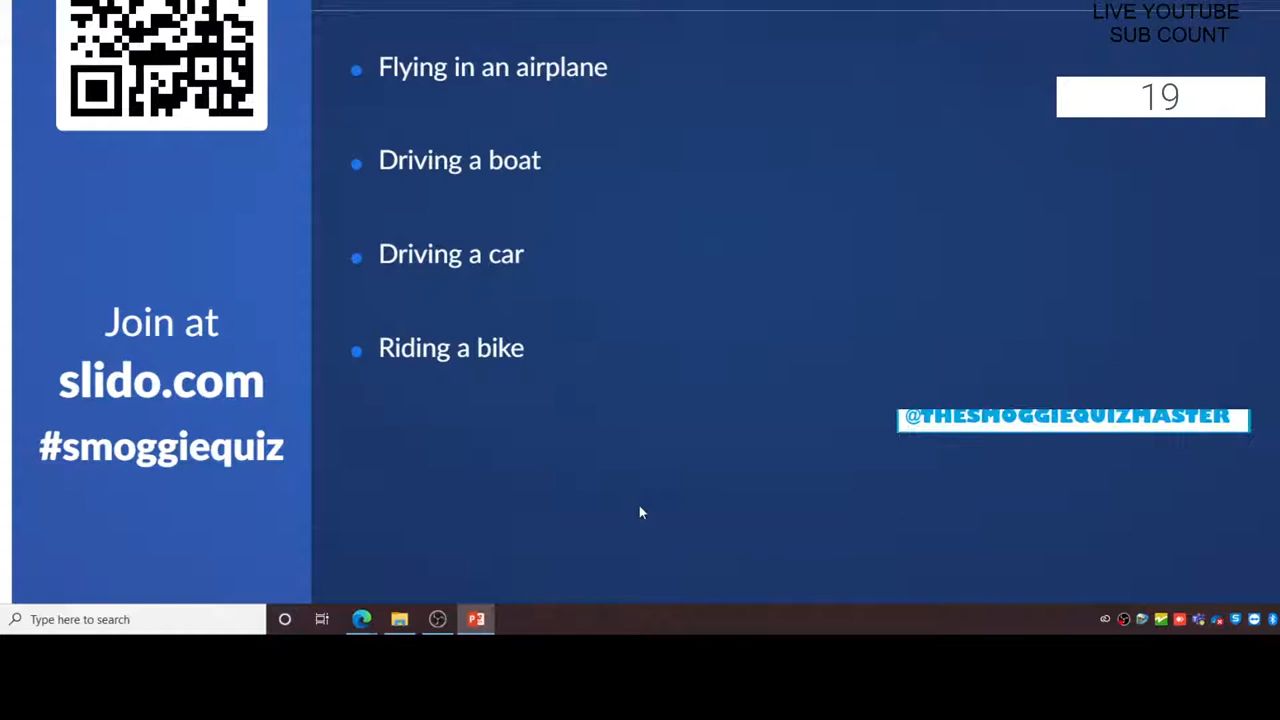 LIVE YOUTUBE
SUB COUNT
19
Flying in an airplane
Driving a boat
Driving a car
Riding a bike
Join at
slido.com
#smoggiequiz
@THESMOGGIEQUIZMASTER
Type here to search